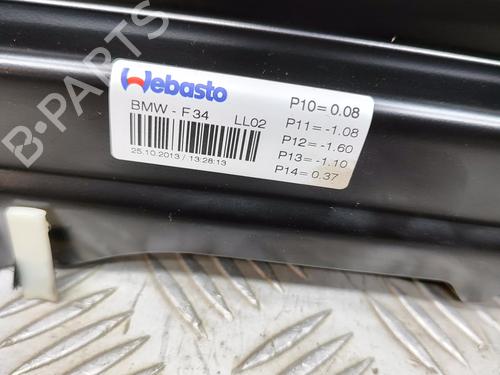 Webasto
BMW - F34 LL02
25.10.2013 / 13:28:13
P10= 0.08
P11= -1.08
P12= -1.60
P13= -1.10
P14= 0.37